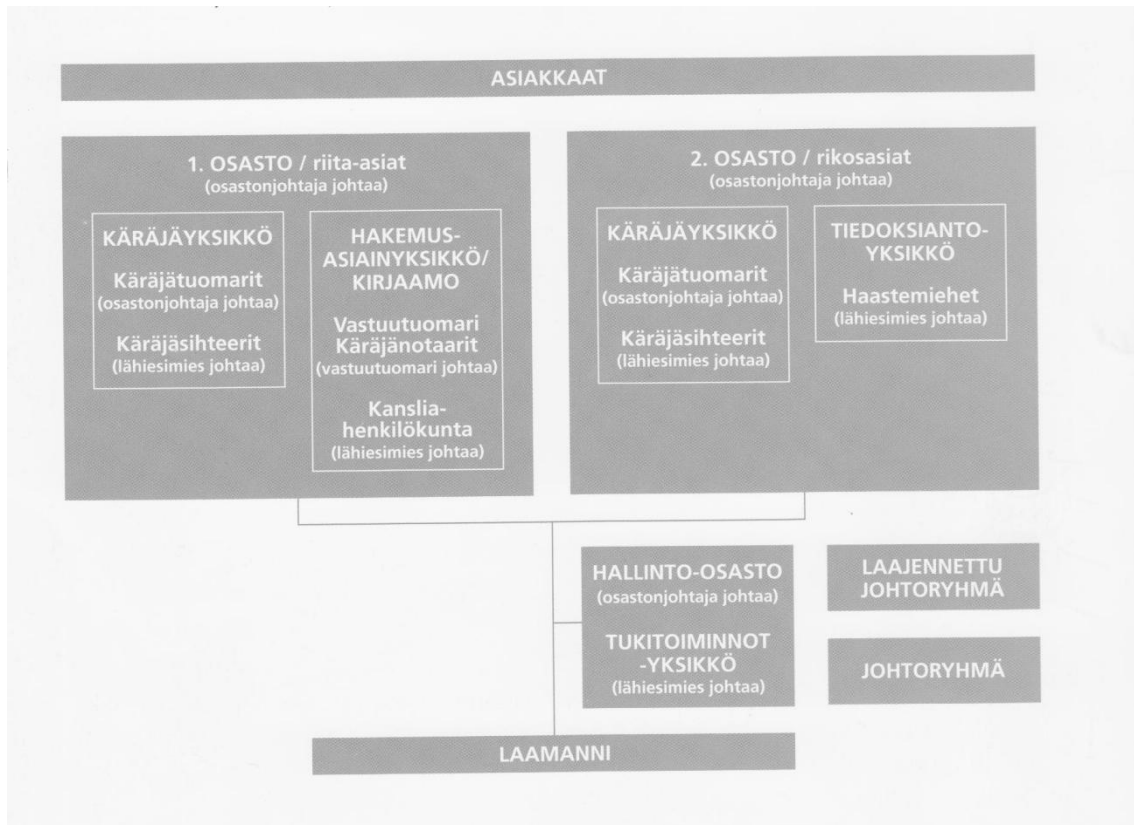 ASIAKKAAT
1. OSASTO / riita-asiat
(osastonjohtaja johtaa)
KÄRÄJÄYKSIKKÖ
Käräjätuomarit
(osastonjohtaja johtaa)
Käräjäsihteerit
(lähiesimies johtaa)
HAKEMUS-
ASIAINYKSIKKÖ/
KIRJAAMO
Vastuutuomari
Käräjänotaarit
(vastuutuomari johtaa)
Kanslia-
henkilökunta
(lähiesimies johtaa)
2. OSASTO / rikosasiat
(osastonjohtaja johtaa)
KÄRÄJÄYKSIKKÖ
Käräjätuomarit
(osastonjohtaja johtaa)
Käräjäsihteerit
(lähiesimies johtaa)
TIEDOKSIANTO-
YKSIKKÖ
Haastemiehet
(lähiesimies johtaa)
HALLINTO-OSASTO
(osastonjohtaja johtaa)
TUKITOIMINNOT
-YKSIKKÖ
(lähiesimies johtaa)
LAAJENNETTU
JOHTORYHMÄ
JOHTORYHMÄ
LAAMANNI